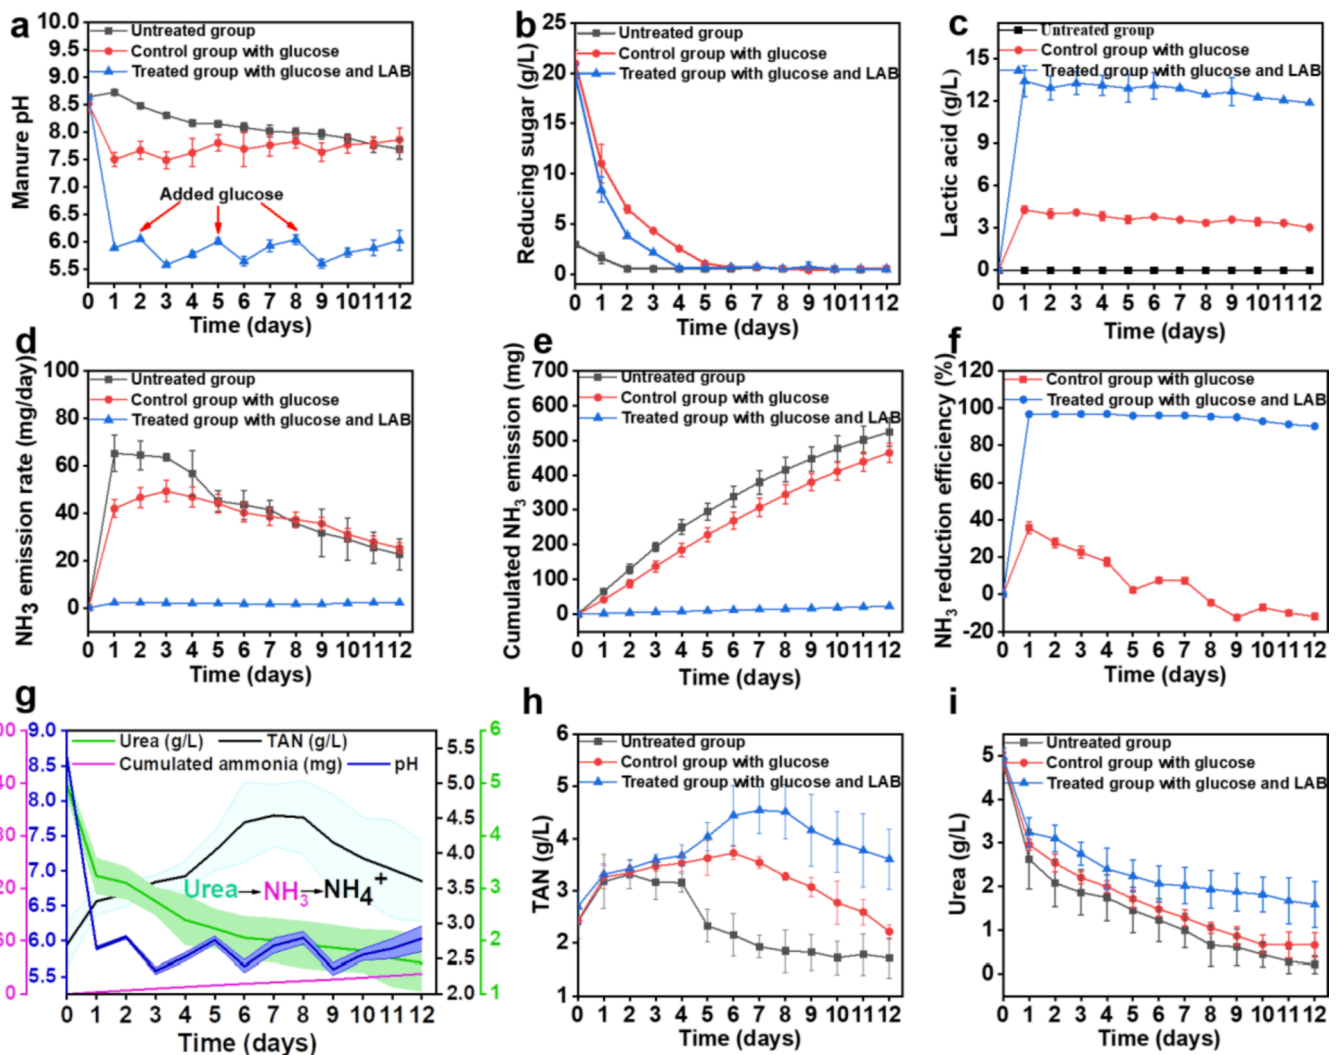 a
10.0
9.5
9.0
8.5
8.0
7.5
7.0
6.5
6.0
5.5
Manure pH
Untreated group
Control group with glucose
Treated group with glucose and LAB
Added glucose
0 1 2 3 4 5 6 7 8 9 10 11 12
Time (days)
b
25
20
15
10
5
0
Reducing sugar (g/L)
Untreated group
Control group with glucose
Treated group with glucose and LAB
0 1 2 3 4 5 6 7 8 9 10 11 12
Time (days)
c
15
12
9
6
3
0
Lactic acid (g/L)
Untreated group
Control group with glucose
Treated group with glucose and LAB
0 1 2 3 4 5 6 7 8 9 10 11 12
Time (days)
d
100
80
60
40
20
0
NH3 emission rate (mg/day)
Untreated group
Control group with glucose
Treated group with glucose and LAB
0 1 2 3 4 5 6 7 8 9 10 11 12
Time (days)
e
700
600
500
400
300
200
100
0
Cumulated NH3 emission (mg)
Untreated group
Control group with glucose
Treated group with glucose and LAB
0 1 2 3 4 5 6 7 8 9 10 11 12
Time (days)
f
120
100
80
60
40
20
0
-20
NH3 reduction efficiency (%)
Control group with glucose
Treated group with glucose and LAB
0 1 2 3 4 5 6 7 8 9 10 11 12
Time (days)
g
00
40
30
20
60
0
9.0
8.5
8.0
7.5
7.0
6.5
6.0
5.5
Urea (g/L)
TAN (g/L)
Cumulated ammonia (mg)
pH
Urea→NH3→NH4+
5.5
5.0
4.5
4.0
3.5
3.0
2.5
2.0
6
5
4
3
2
1
0 1 2 3 4 5 6 7 8 9 10 11 12
Time (days)
h
6
5
4
3
2
1
TAN (g/L)
Untreated group
Control group with glucose
Treated group with glucose and LAB
0 1 2 3 4 5 6 7 8 9 10 11 12
Time (days)
i
5
4
3
2
1
0
Urea (g/L)
Untreated group
Control group with glucose
Treated group with glucose and LAB
0 1 2 3 4 5 6 7 8 9 10 11 12
Time (days)